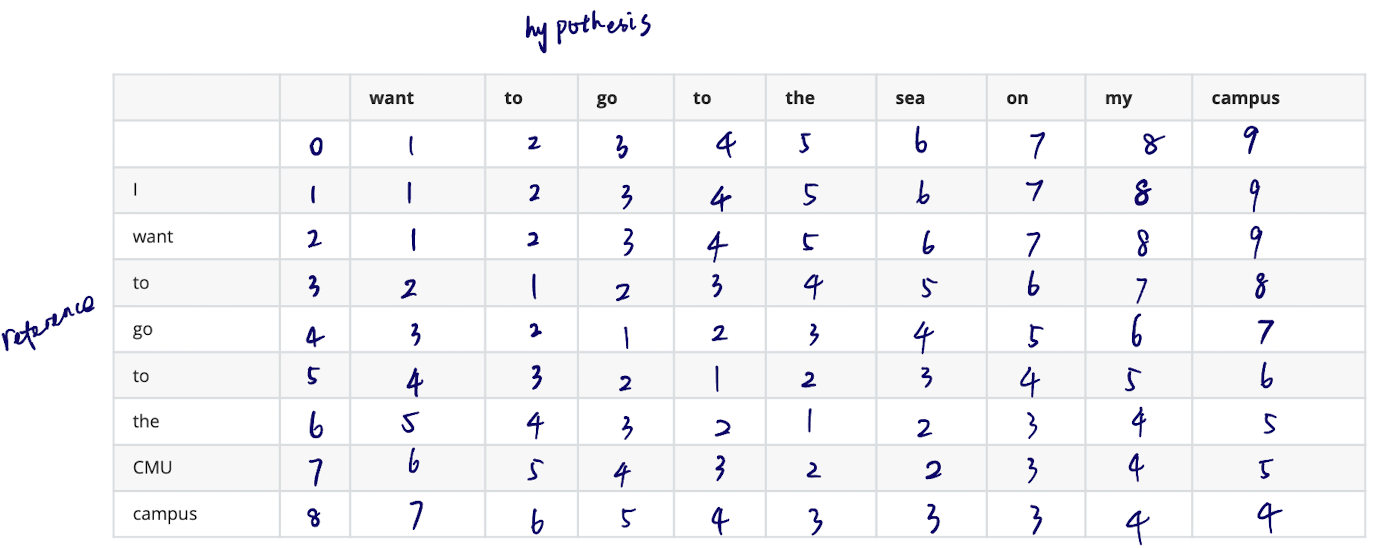 hypothesis
want to go to the sea on my campus
0 1 2 3 4 5 6 7 8 9
I 1 1 2 3 4 5 6 7 8 9
want 2 1 2 3 4 5 6 7 8 9
to 3 2 1 2 3 4 5 6 7 8
reference
go 4 3 2 1 2 3 4 5 6 7
to 5 4 3 2 1 2 3 4 5 6
the 6 5 4 3 2 1 2 3 4 5
CMU 7 6 5 4 3 2 2 3 4 5
campus 8 7 6 5 4 3 3 3 4 4